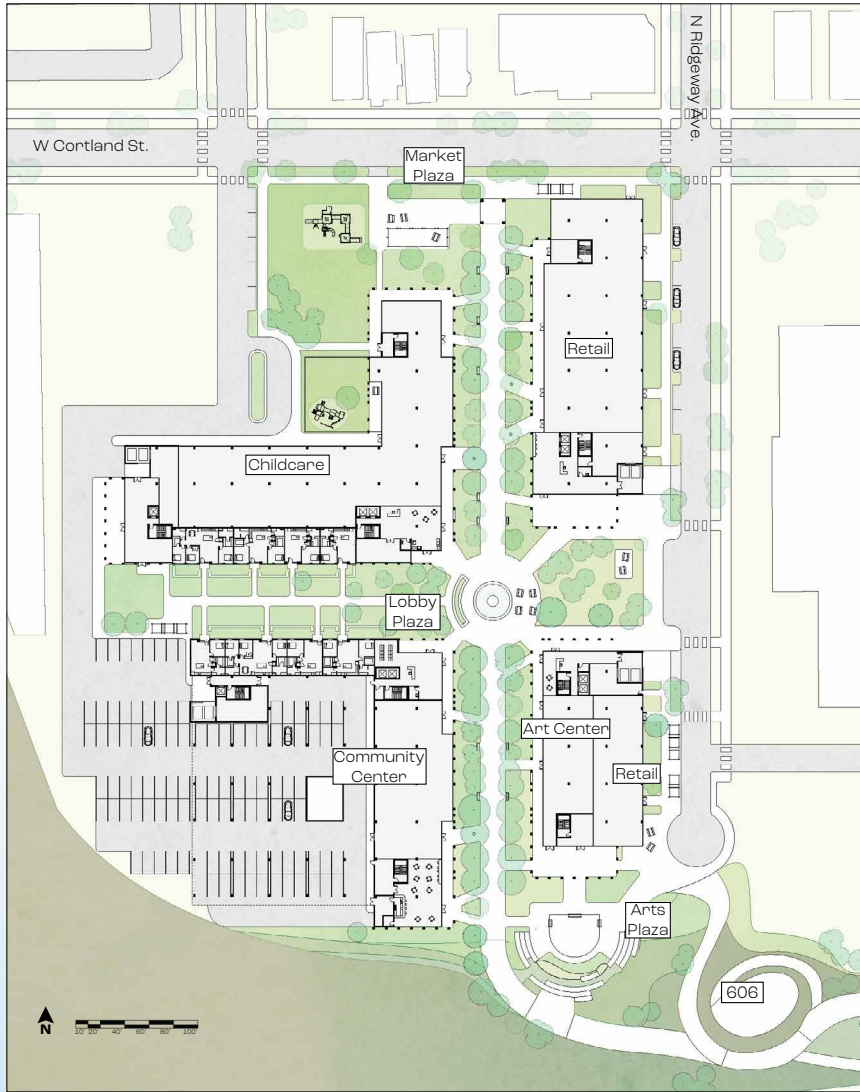 N Ridgeway Ave.
W Cortland St.
Market
Plaza
Retail
Childcare
Lobby
Plaza
Art Center
Community
Center
Retail
Arts
Plaza
606
N
10' 20' 40' 60' 80' 100'